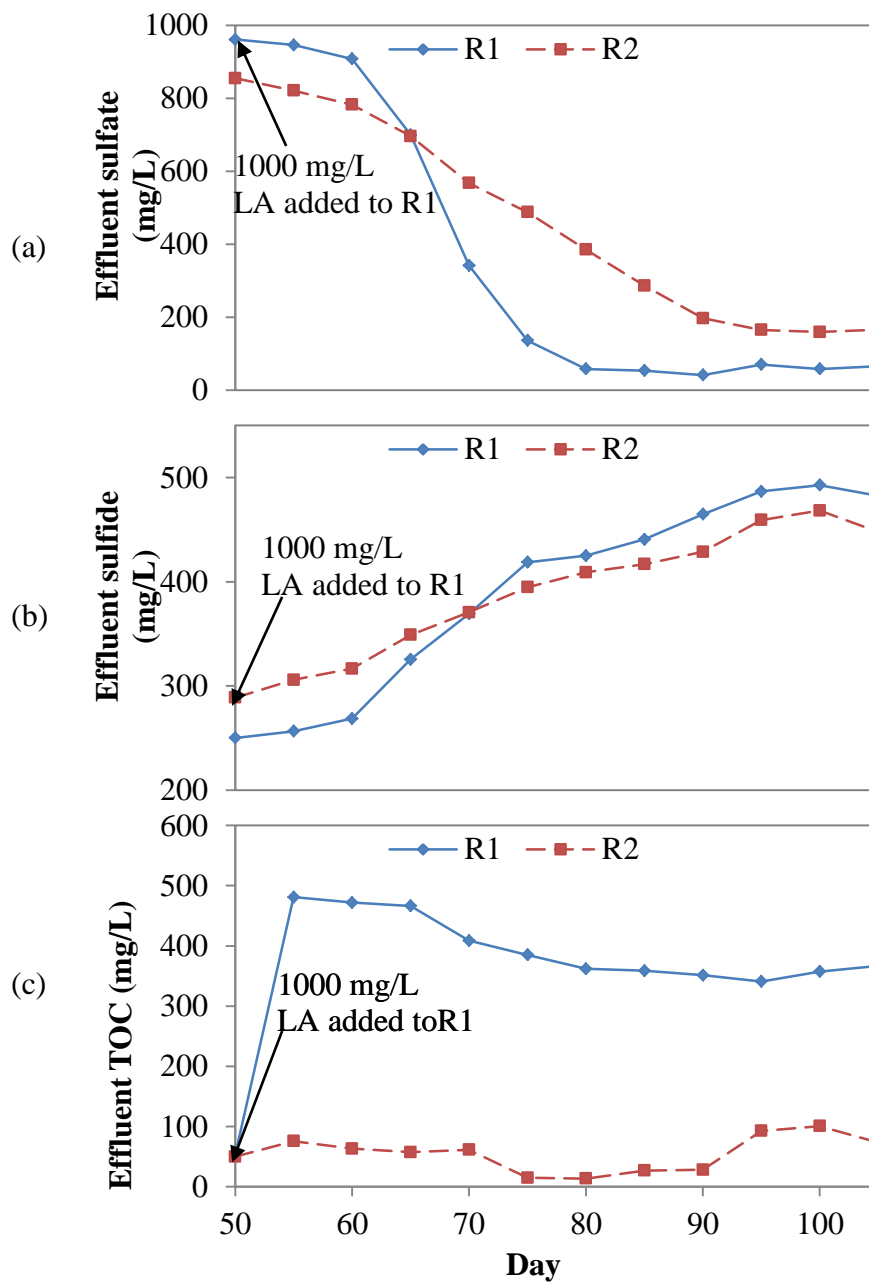 (a)
Effluent sulfate
(mg/L)
1000
800
600
400
200
0
R1
R2
1000 mg/L
LA added to R1
(b)
Effluent sulfide
(mg/L)
500
400
300
200
R1
R2
1000 mg/L
LA added to R1
(c)
Effluent TOC (mg/L)
600
500
400
300
200
100
0
R1
R2
1000 mg/L
LA added toR1
50
60
70
80
90
100
Day